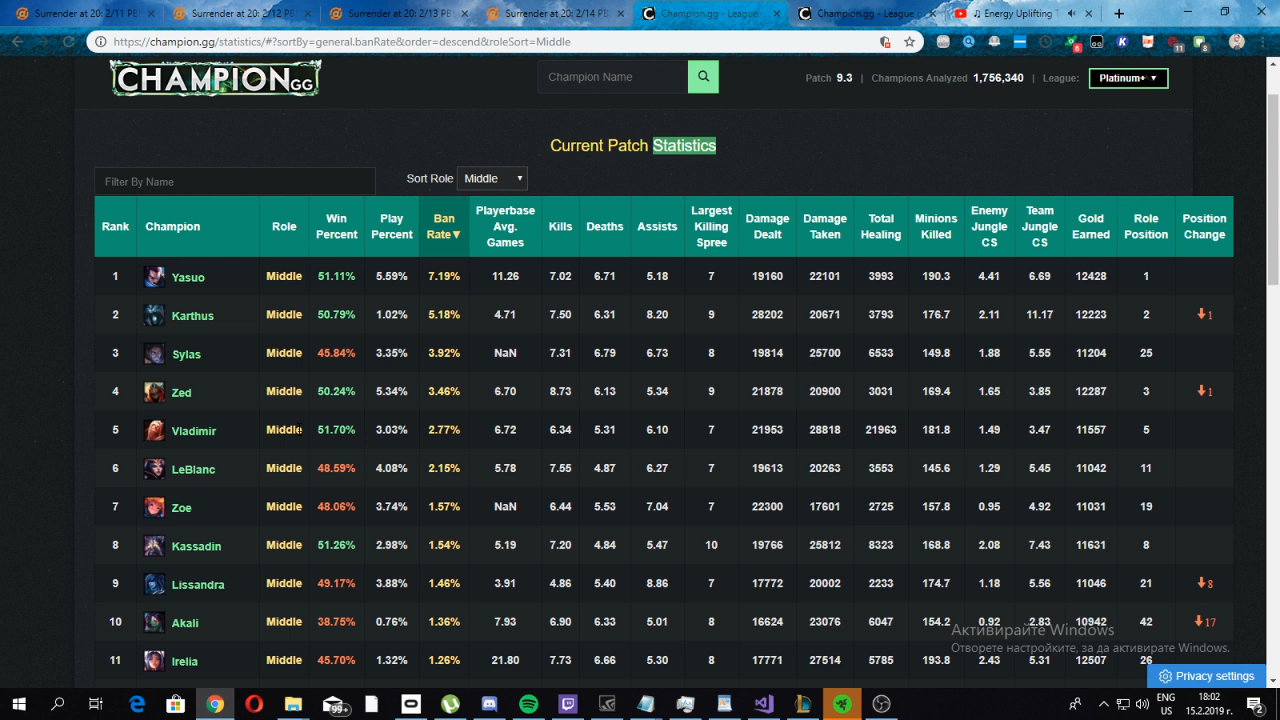 Surrender at 20: 2/11 PB
Surrender at 20: 2/12 PB
Surrender at 20: 2/13 PB
Surrender at 20: 2/14 PB
Champion.gg - League
Champion.gg - League
♫ Energy Uplifting
https://champion.gg/statistics/#?sortBy=general.banRate&order=descend&roleSort=Middle
CHAMPION GG
Champion Name
Patch 9.3 | Champions Analyzed 1,756,340 | League: Platinum+ ▼
Current Patch Statistics
Filter By Name
Sort Role Middle
Rank Champion Role Win Percent Play Percent Ban Rate▼ Playerbase Avg. Games Kills Deaths Assists Largest Killing Spree Damage Dealt Damage Taken Total Healing Minions Killed Enemy Jungle CS Team Jungle CS Gold Earned Role Position Position Change
1 Yasuo Middle 51.11% 5.59% 7.19% 11.26 7.02 6.71 5.18 7 19160 22101 3993 190.3 4.41 6.69 12428 1
2 Karthus Middle 50.79% 1.02% 5.18% 4.71 7.50 6.31 8.20 9 28202 20671 3793 176.7 2.11 11.17 12223 2 1
3 Sylas Middle 45.84% 3.35% 3.92% NaN 7.31 6.79 6.73 8 19814 25700 6533 149.8 1.88 5.55 11204 25
4 Zed Middle 50.24% 5.34% 3.46% 6.70 8.73 6.13 5.34 9 21878 20900 3031 169.4 1.65 3.85 12287 3 1
5 Vladimir Middle 51.70% 3.03% 2.77% 6.72 6.34 5.31 6.10 7 21953 28818 21963 181.8 1.49 3.47 11557 5
6 LeBlanc Middle 48.59% 4.08% 2.15% 5.78 7.55 4.87 6.27 7 19613 20263 3553 145.6 1.29 5.45 11042 11
7 Zoe Middle 48.06% 3.74% 1.57% NaN 6.44 5.53 7.04 7 22300 17601 2725 157.8 0.95 4.92 11031 19
8 Kassadin Middle 51.26% 2.98% 1.54% 5.19 7.20 4.84 5.47 10 19766 25812 8323 168.8 2.08 7.43 11631 8
9 Lissandra Middle 49.17% 3.88% 1.46% 3.91 4.86 5.40 8.86 7 17772 20002 2233 174.7 1.18 5.56 11046 21 8
10 Akali Middle 38.75% 0.76% 1.36% 7.93 6.90 6.33 5.01 8 16624 23076 6047 154.2 0.92 2.83 10942 42 17
11 Irelia Middle 45.70% 1.32% 1.26% 21.80 7.73 6.66 5.30 8 17771 27514 5785 193.8 2.43 5.31 12507 26
Активирайте Windows
Отворете настройките, за да активирате Windows.
Privacy settings
99+
ENG
US
18:02
15.2.2019 г.
2